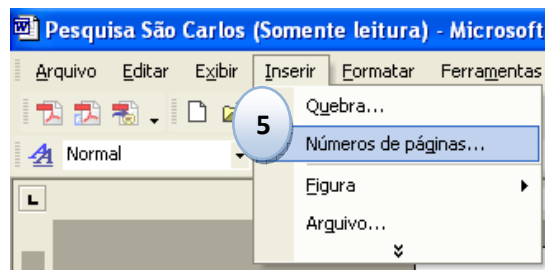 Pesquisa São Carlos (Somente leitura) - Microsoft
Arquivo Editar Exibir Inserir Formatar Ferramentas
Quebra...
5
Números de páginas...
Normal
Figura
Arquivo...